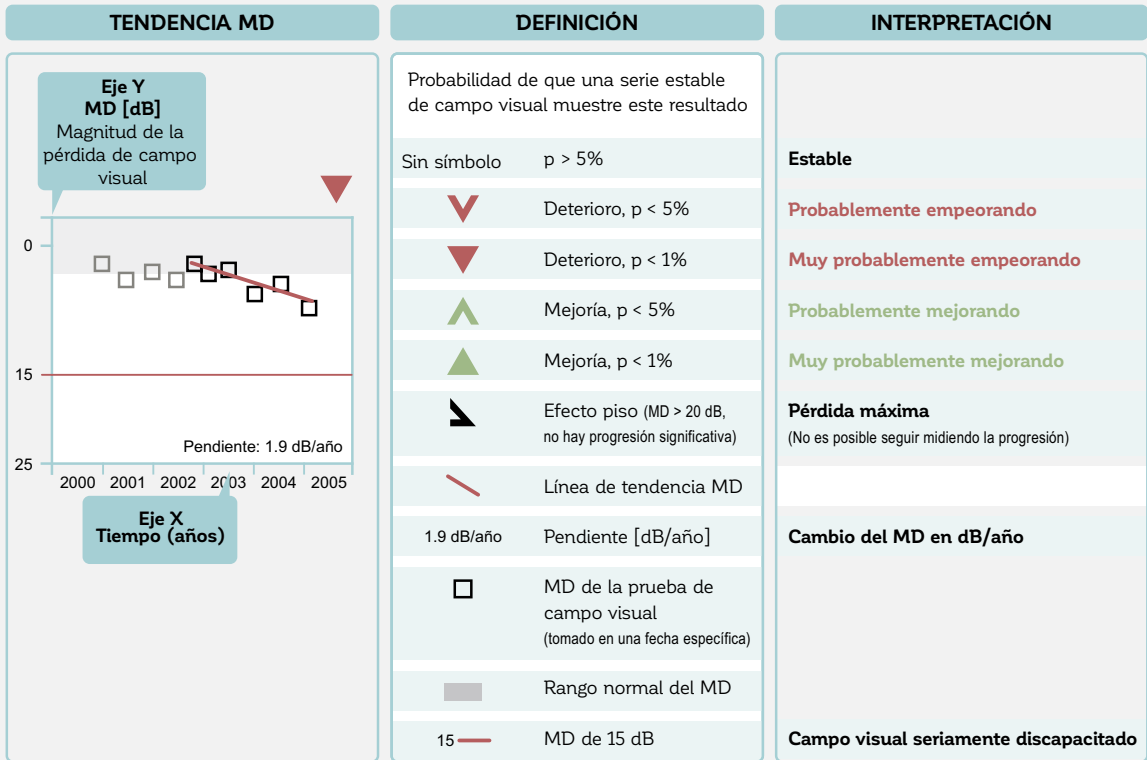 TENDENCIA MD
DEFINICIÓN
INTERPRETACIÓN
Eje Y
MD [dB]
Magnitud de la
pérdida de campo
visual
0
15
25
Pendiente: 1.9 dB/año
2000 2001 2002 2003 2004 2005
Eje X
Tiempo (años)
Probabilidad de que una serie estable
de campo visual muestre este resultado
Sin símbolo p > 5% Estable
Deterioro, p < 5% Probablemente empeorando
Deterioro, p < 1% Muy probablemente empeorando
Mejoría, p < 5% Probablemente mejorando
Mejoría, p < 1% Muy probablemente mejorando
Efecto piso (MD > 20 dB,
no hay progresión significativa)
Pérdida máxima
(No es posible seguir midiendo la progresión)
Línea de tendencia MD
1.9 dB/año Pendiente [dB/año] Cambio del MD en dB/año
MD de la prueba de
campo visual
(tomado en una fecha específica)
Rango normal del MD
15 MD de 15 dB Campo visual seriamente discapacitado